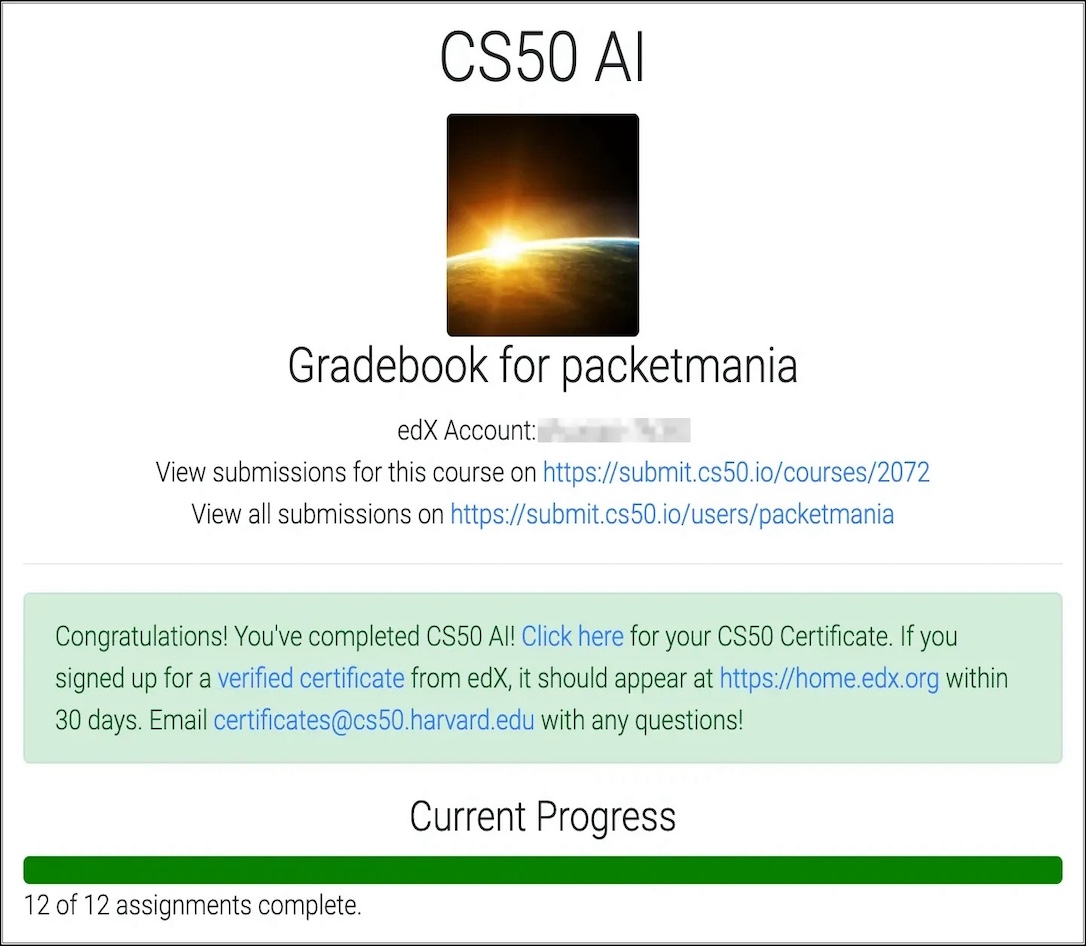 CS50 AI
Gradebook for packetmania
edX Account:
View submissions for this course on https://submit.cs50.io/courses/2072
View all submissions on https://submit.cs50.io/users/packetmania
Congratulations! You've completed CS50 AI! Click here for your CS50 Certificate. If you
signed up for a verified certificate from edX, it should appear at https://home.edx.org within
30 days. Email certificates@cs50.harvard.edu with any questions!
Current Progress
12 of 12 assignments complete.